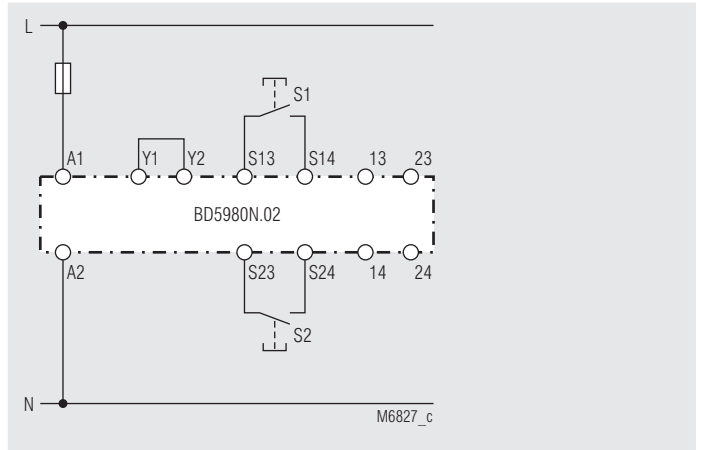 L
S1
A1 Y1 Y2 S13 S14 13 23
BD5980N.02
A2 S23 S24 14 24
S2
N
M6827_c